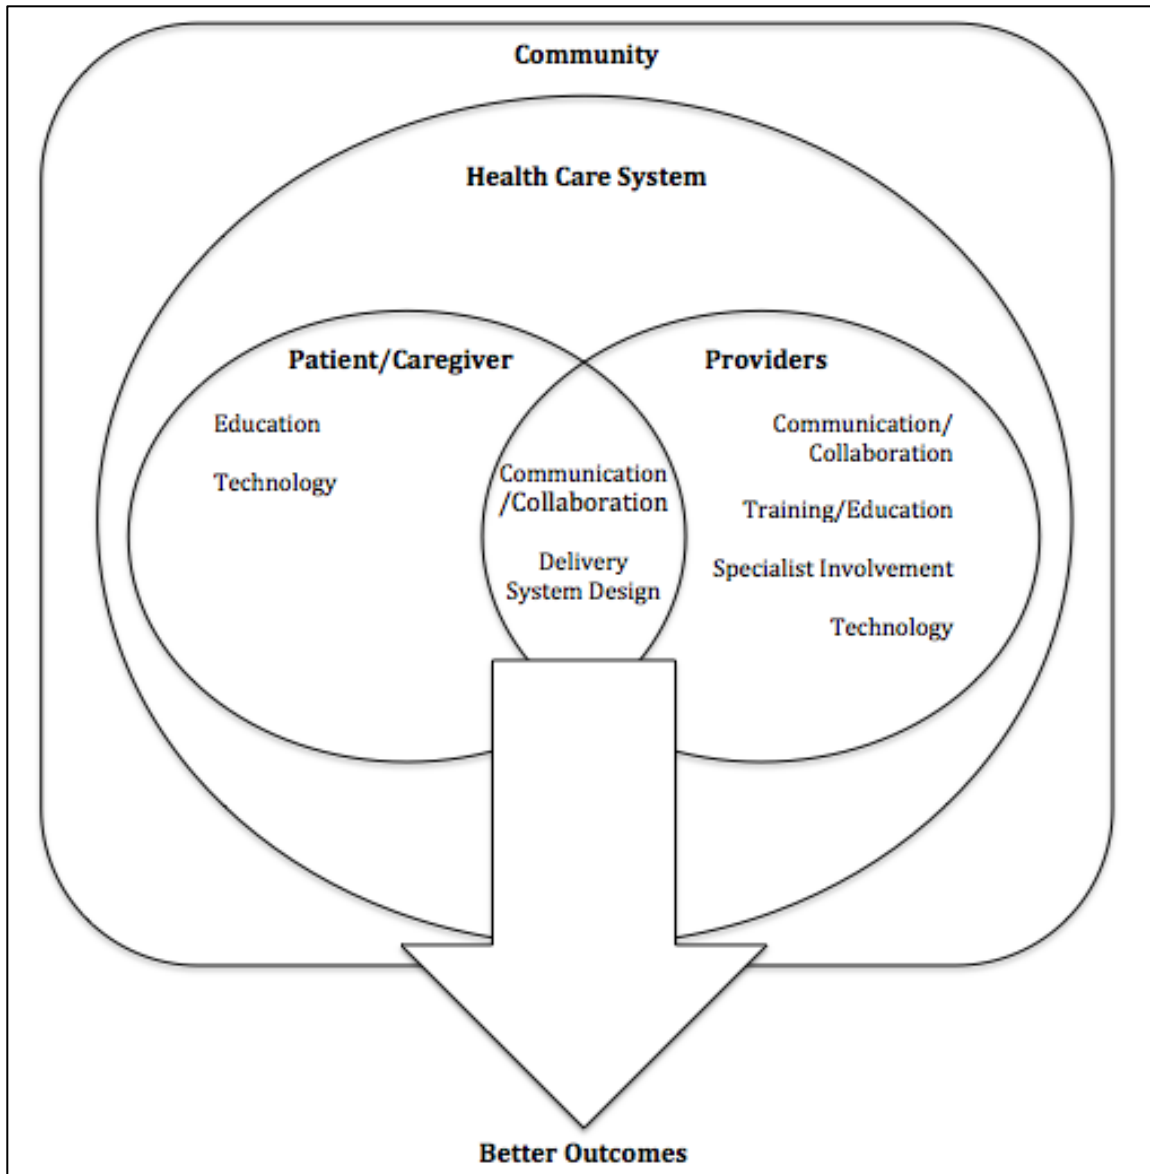 Community
Health Care System
Patient/Caregiver
Education
Technology
Communication
/Collaboration
Delivery
System Design
Providers
Communication/
Collaboration
Training/Education
Specialist Involvement
Technology
Better Outcomes